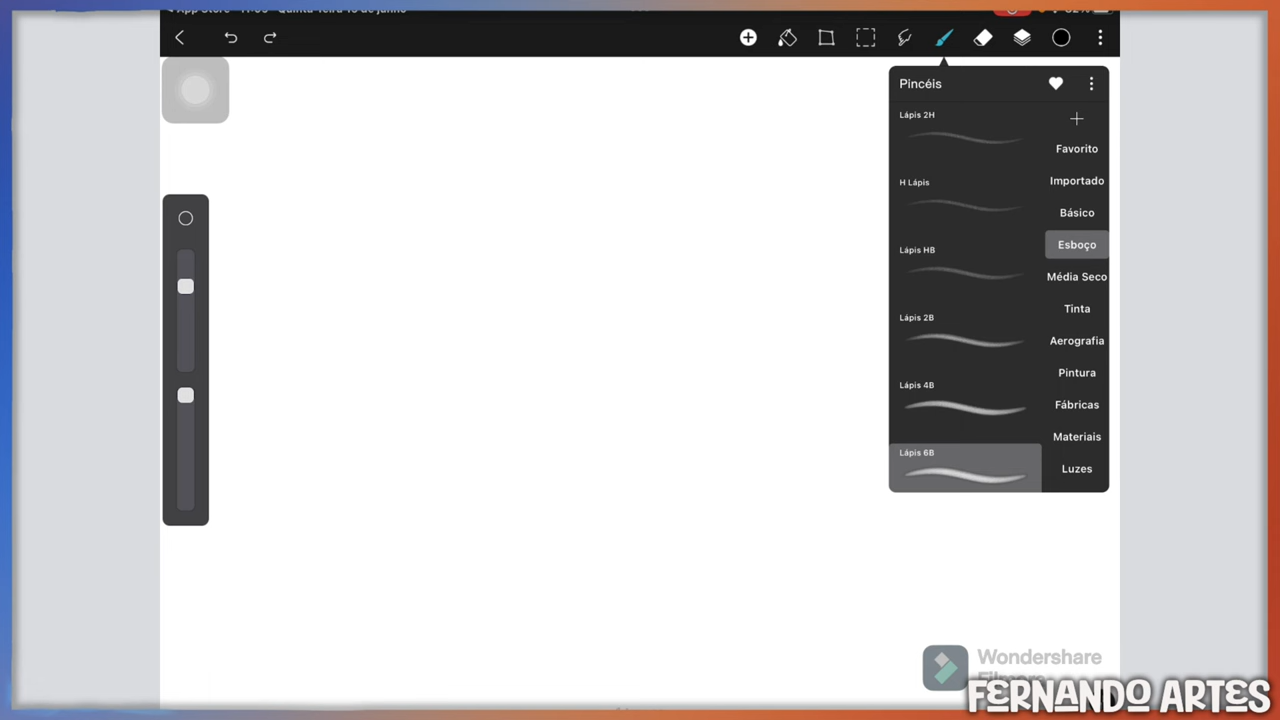 Pincéis
Lápis 2H
H Lápis
Lápis HB
Lápis 2B
Lápis 4B
Lápis 6B
Favorito
Importado
Básico
Esboço
Média Seco
Tinta
Aerografia
Pintura
Fábricas
Materiais
Luzes
Wondershare
FERNANDO ARTES